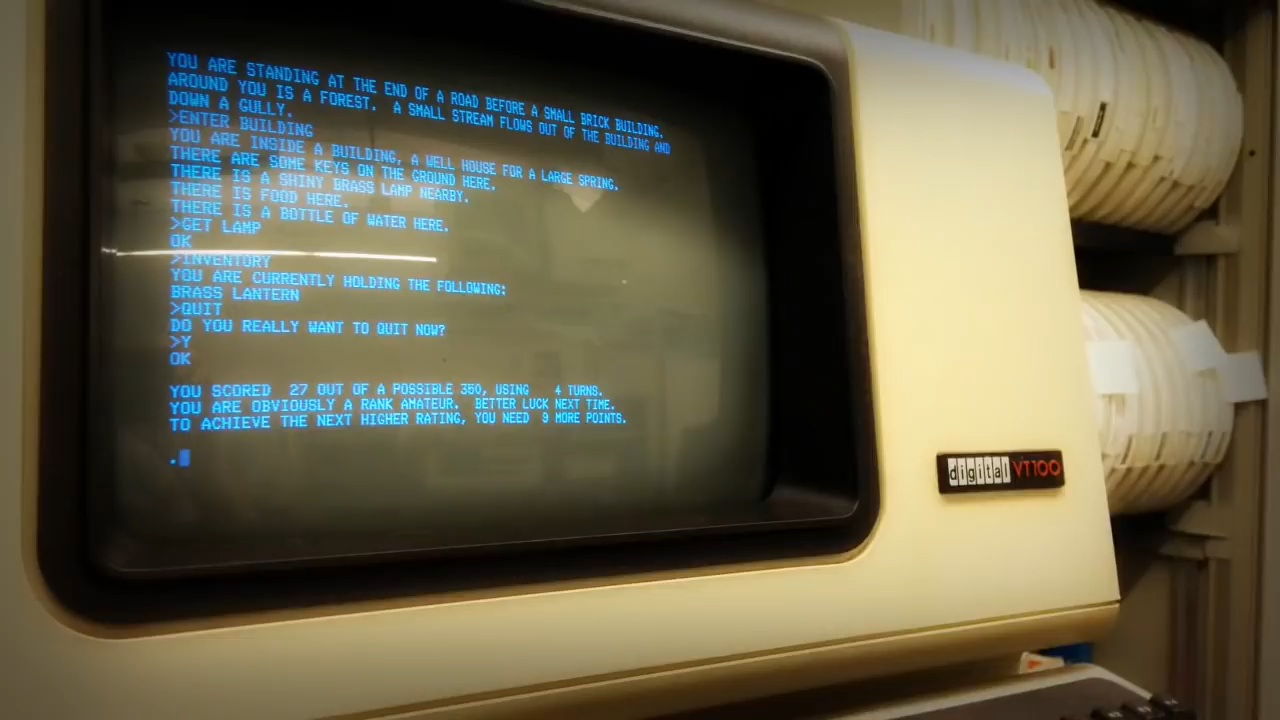 YOU ARE STANDING AT THE END OF A ROAD BEFORE A SMALL BRICK BUILDING.
AROUND YOU IS A FOREST.  A SMALL STREAM FLOWS OUT OF THE BUILDING AND
DOWN A GULLY.
>ENTER BUILDING
YOU ARE INSIDE A BUILDING, A WELL HOUSE FOR A LARGE SPRING.
THERE ARE SOME KEYS ON THE GROUND HERE.
THERE IS A SHINY BRASS LAMP NEARBY.
THERE IS FOOD HERE.
THERE IS A BOTTLE OF WATER HERE.
>GET LAMP
OK
>INVENTORY
YOU ARE CURRENTLY HOLDING THE FOLLOWING:
BRASS LANTERN
>QUIT
DO YOU REALLY WANT TO QUIT NOW?
>Y
OK
YOU SCORED  27 OUT OF A POSSIBLE 350, USING    4 TURNS.
YOU ARE OBVIOUSLY A RANK AMATEUR.  BETTER LUCK NEXT TIME.
TO ACHIEVE THE NEXT HIGHER RATING, YOU NEED  9 MORE POINTS.
.
digital VT100